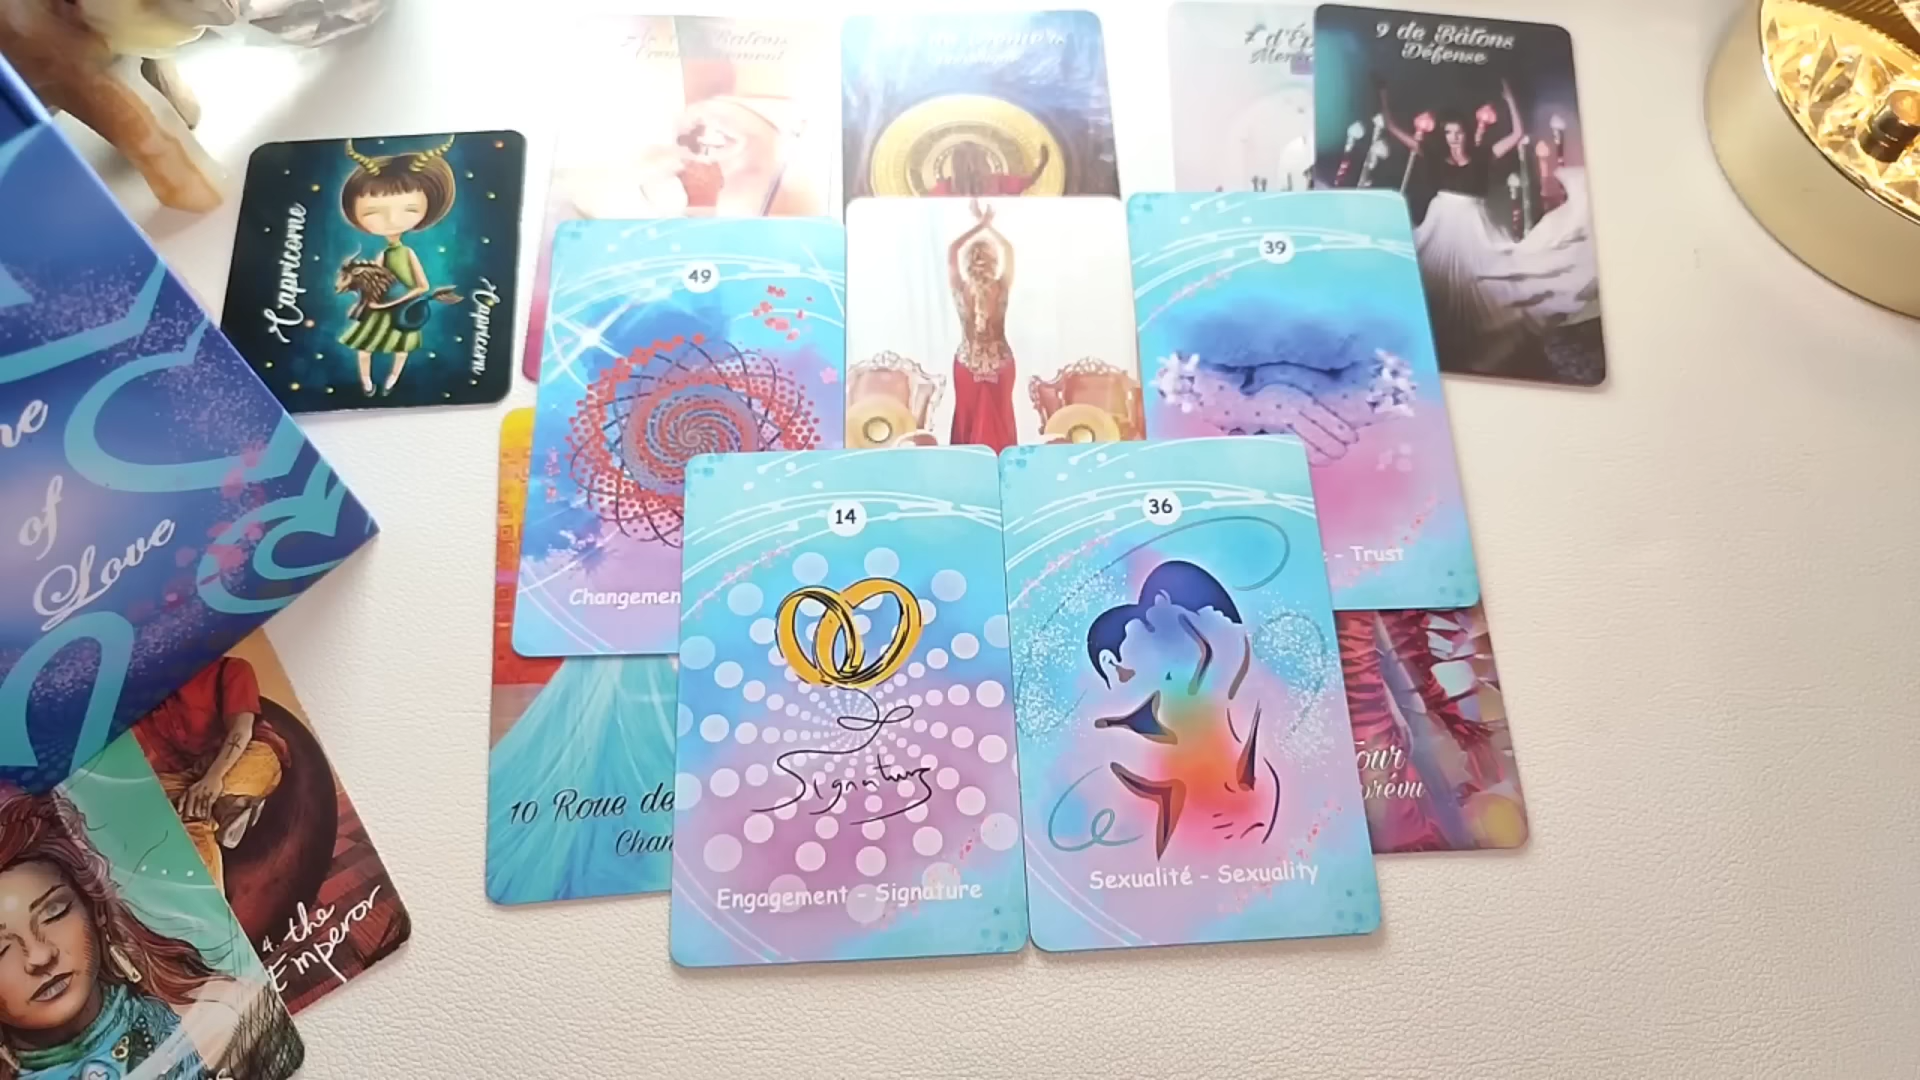 9 de Bâtons
Défense
Capricorne
Capricorn
49
39
of
Love
- Trust
14
36
Changemen
10 Roue de
Chan
Signature
Engagement - Signature
Sexualité - Sexuality
4. the
Emperor